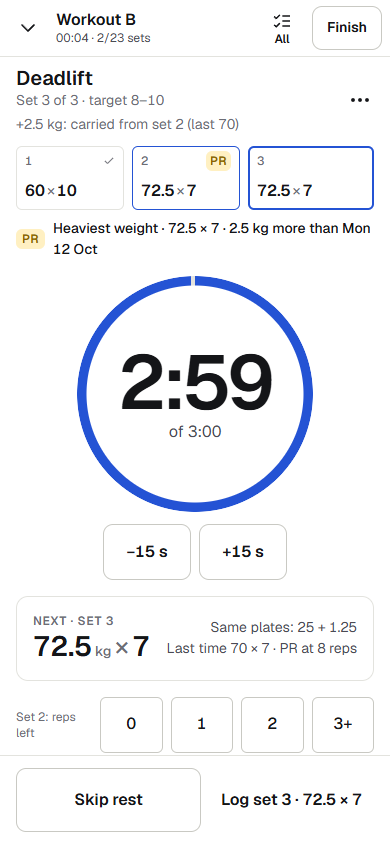 Workout B
00:04 · 2/23 sets
All
Finish
Deadlift
Set 3 of 3 · target 8–10
+2.5 kg: carried from set 2 (last 70)
1
60×10
2
PR
72.5×7
3
72.5×7
PR
Heaviest weight · 72.5 × 7 · 2.5 kg more than Mon
12 Oct
2:59
of 3:00
−15 s
+15 s
NEXT · SET 3
72.5 kg × 7
Same plates: 25 + 1.25
Last time 70 × 7 · PR at 8 reps
Set 2: reps
left
0
1
2
3+
Skip rest
Log set 3 · 72.5 × 7